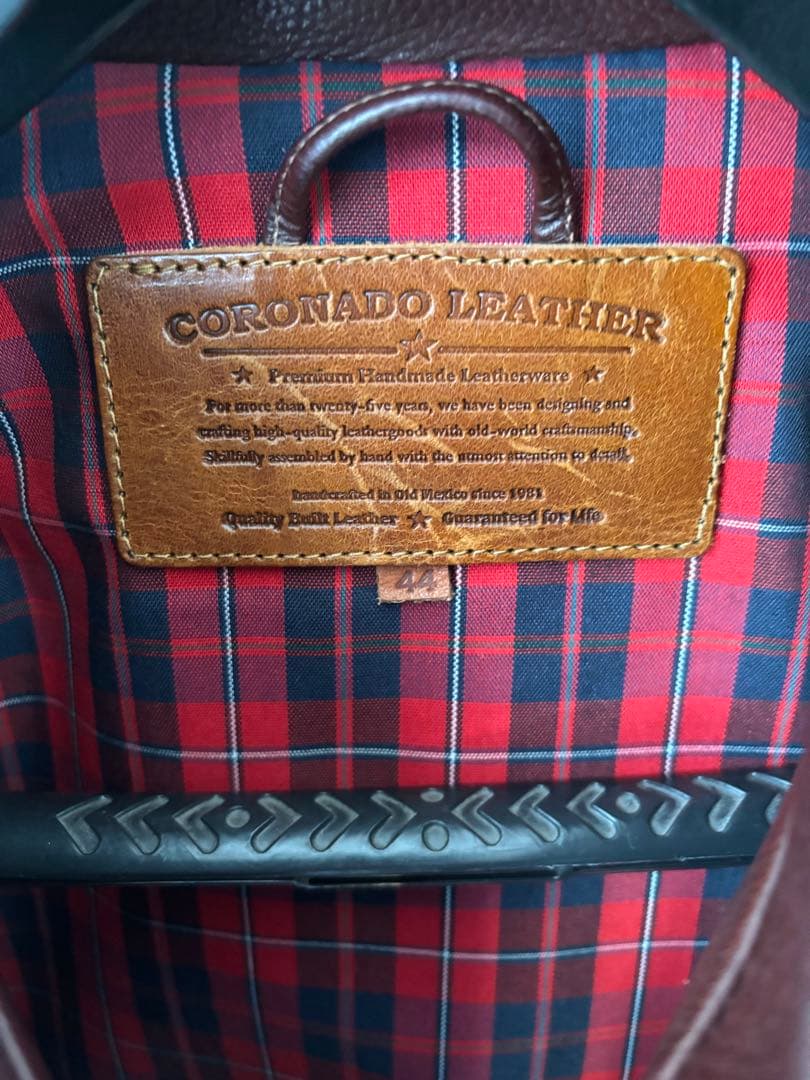 CORONADO LEATHER
Premium Handmade Leatherware
For more than twenty-five years, we have been designing and
crafting high-quality leathergoods with old-world craftsmanship.
Skillfully assembled by hand with the utmost attention to detail.
handcrafted in Old Mexico since 1981
Quality Built Leather ★ Guaranteed for Life
44